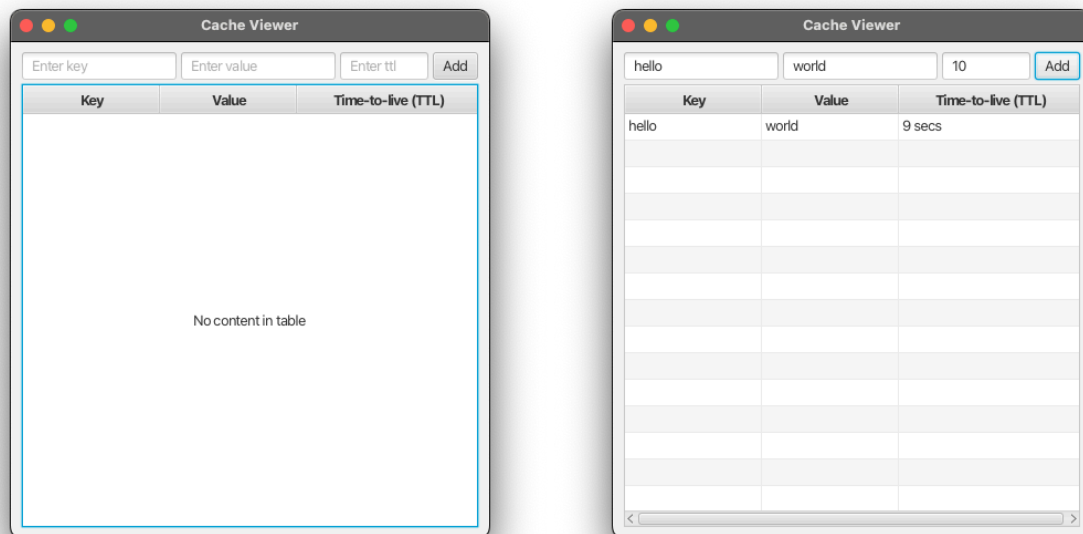 Cache Viewer
Enter key Enter value Enter ttl Add
Key Value Time-to-live (TTL)
No content in table
Cache Viewer
hello world 10 Add
Key Value Time-to-live (TTL)
hello world 9 secs